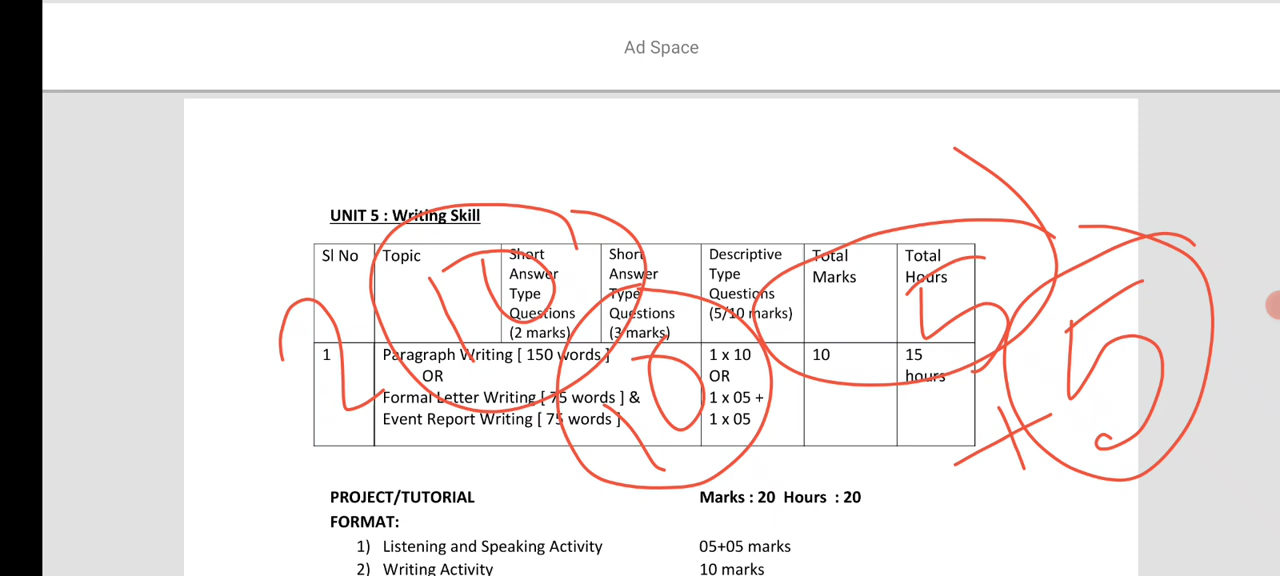 Ad Space
UNIT 5 : Writing Skill
Sl No Topic Short Answer Type Questions (2 marks) Short Answer Type Questions (3 marks) Descriptive Type Questions (5/10 marks) Total Marks Total Hours
1 Paragraph Writing [ 150 words ] 1 x 10 10 15 hours
OR OR
Formal Letter Writing [ 75 words ] & 1 x 05 +
Event Report Writing [ 75 words ] 1 x 05
10
10
5
+ 5
PROJECT/TUTORIAL Marks : 20 Hours : 20
FORMAT:
1) Listening and Speaking Activity 05+05 marks
2) Writing Activity 10 marks